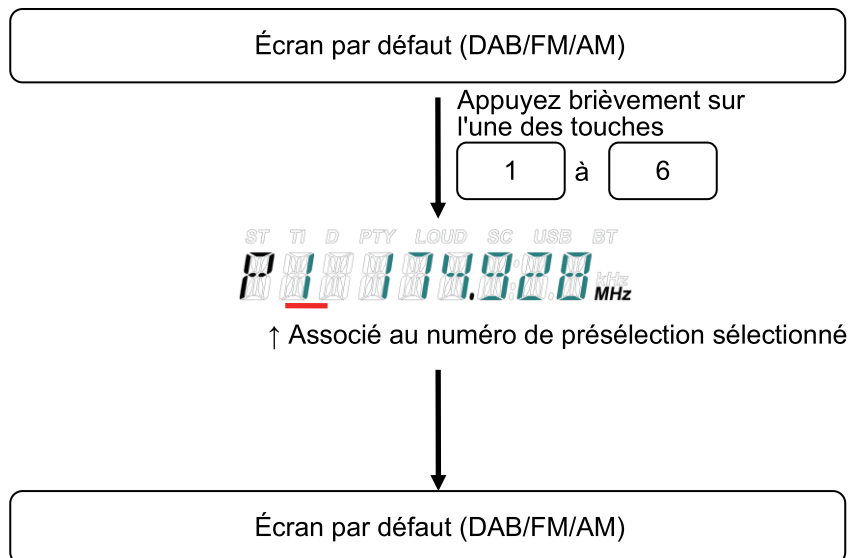 Écran par défaut (DAB/FM/AM)
Appuyez brièvement sur
l'une des touches
1 à 6
ST TI D PTY LOUD SC USB BT
P1 174.928 kHz
MHz
↑ Associé au numéro de présélection sélectionné
Écran par défaut (DAB/FM/AM)